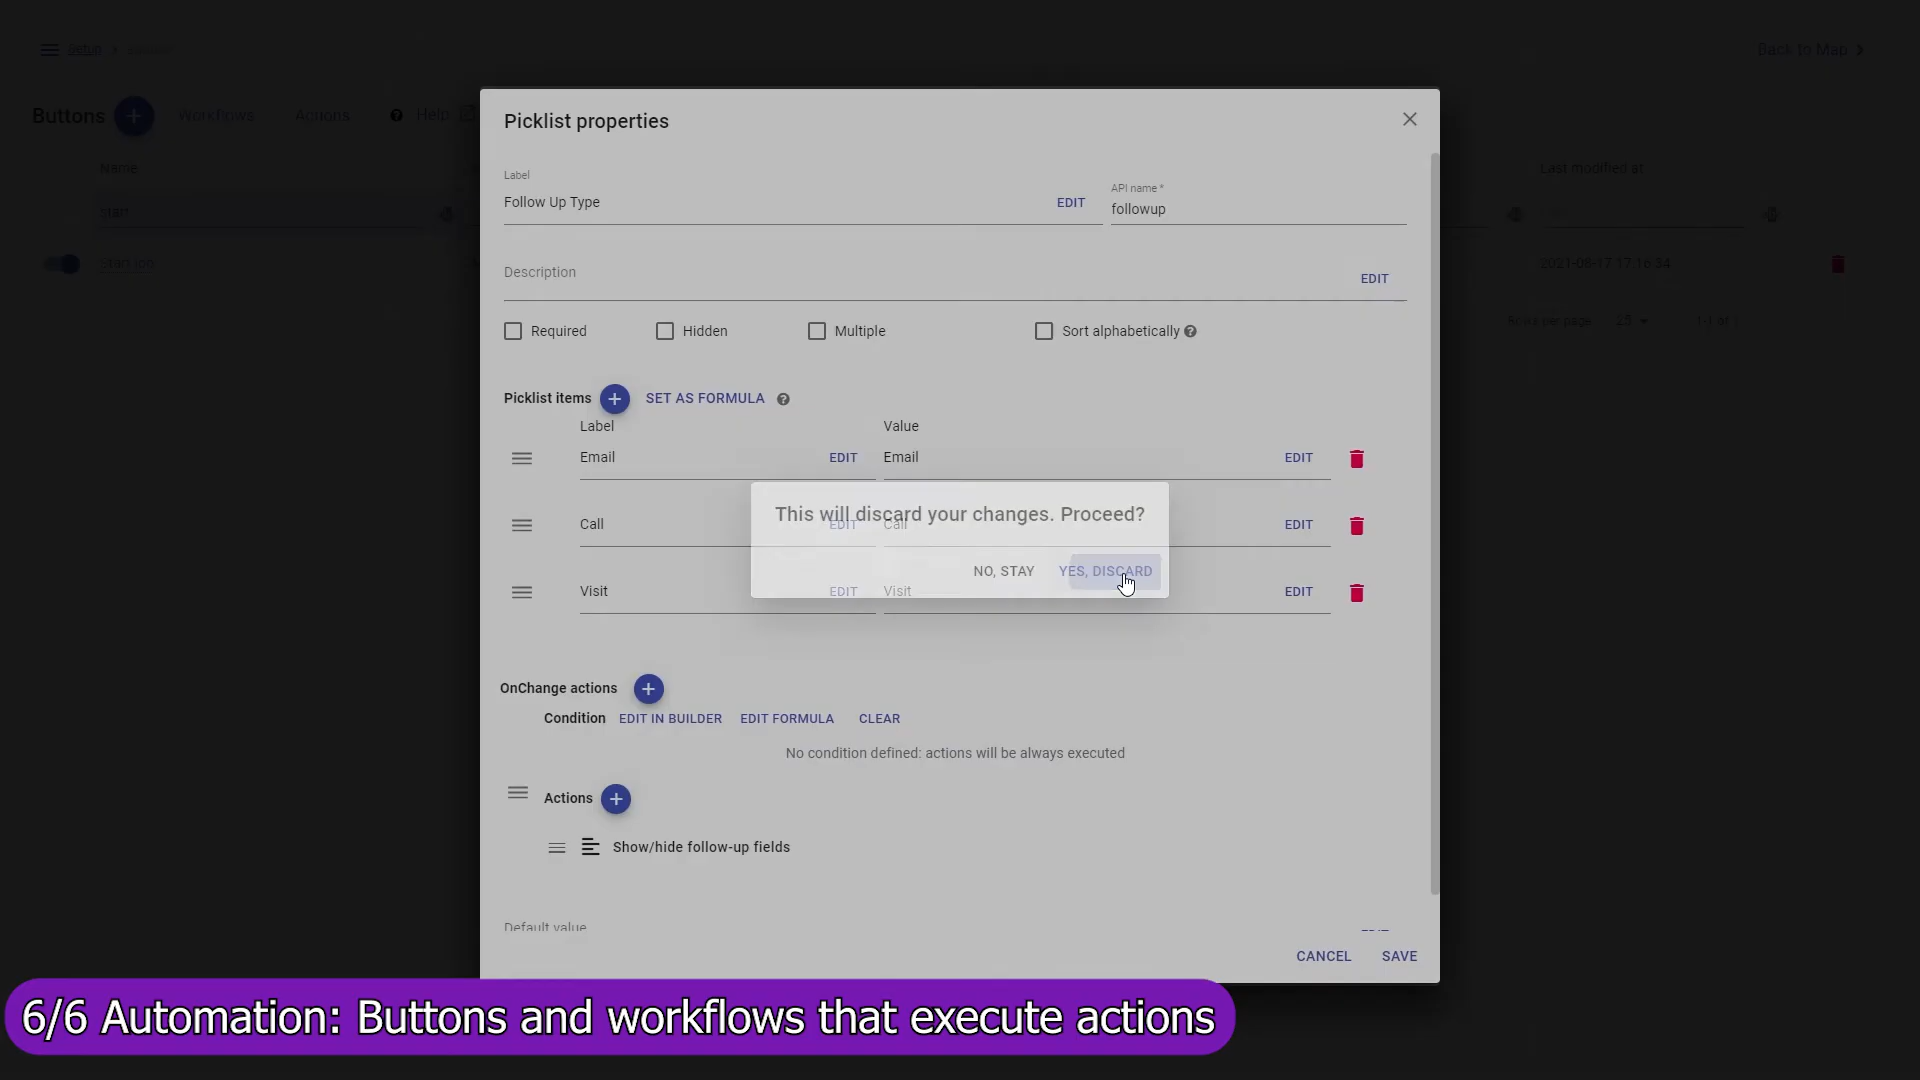 Setup
Back to Map
Buttons Workflows Actions Help
Picklist properties
Name
Last modified at
Label
Follow Up Type EDIT
API name *
followup
Start
Start job
2021-08-17 17:16:34
Description EDIT
Required Hidden Multiple Sort alphabetically
Rows per page: 25
Picklist items SET AS FORMULA
Label Value
Email EDIT Email EDIT
This will discard your changes. Proceed?
Call EDIT Call EDIT
NO, STAY YES, DISCARD
Visit EDIT Visit EDIT
OnChange actions
Condition EDIT IN BUILDER EDIT FORMULA CLEAR
No condition defined: actions will be always executed
Actions
Show/hide follow-up fields
Default value EDIT
CANCEL SAVE
6/6 Automation: Buttons and workflows that execute actions